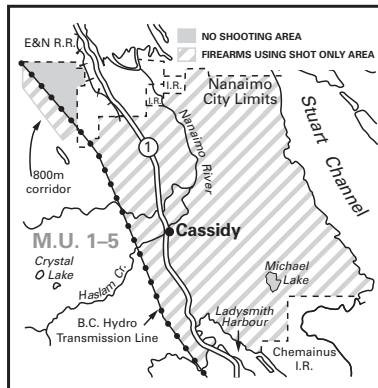 E&N R.R.
NO SHOOTING AREA
FIREARMS USING SHOT ONLY AREA
I.R.
I.R.
Nanaimo
City Limits
Stuart Channel
Nanaimo
River
1
800m
corridor
Cassidy
M.U. 1–5
Crystal
Lake
Haslam Cr.
Michael
Lake
B.C. Hydro
Transmission Line
Ladysmith
Harbour
Chemainus
I.R.